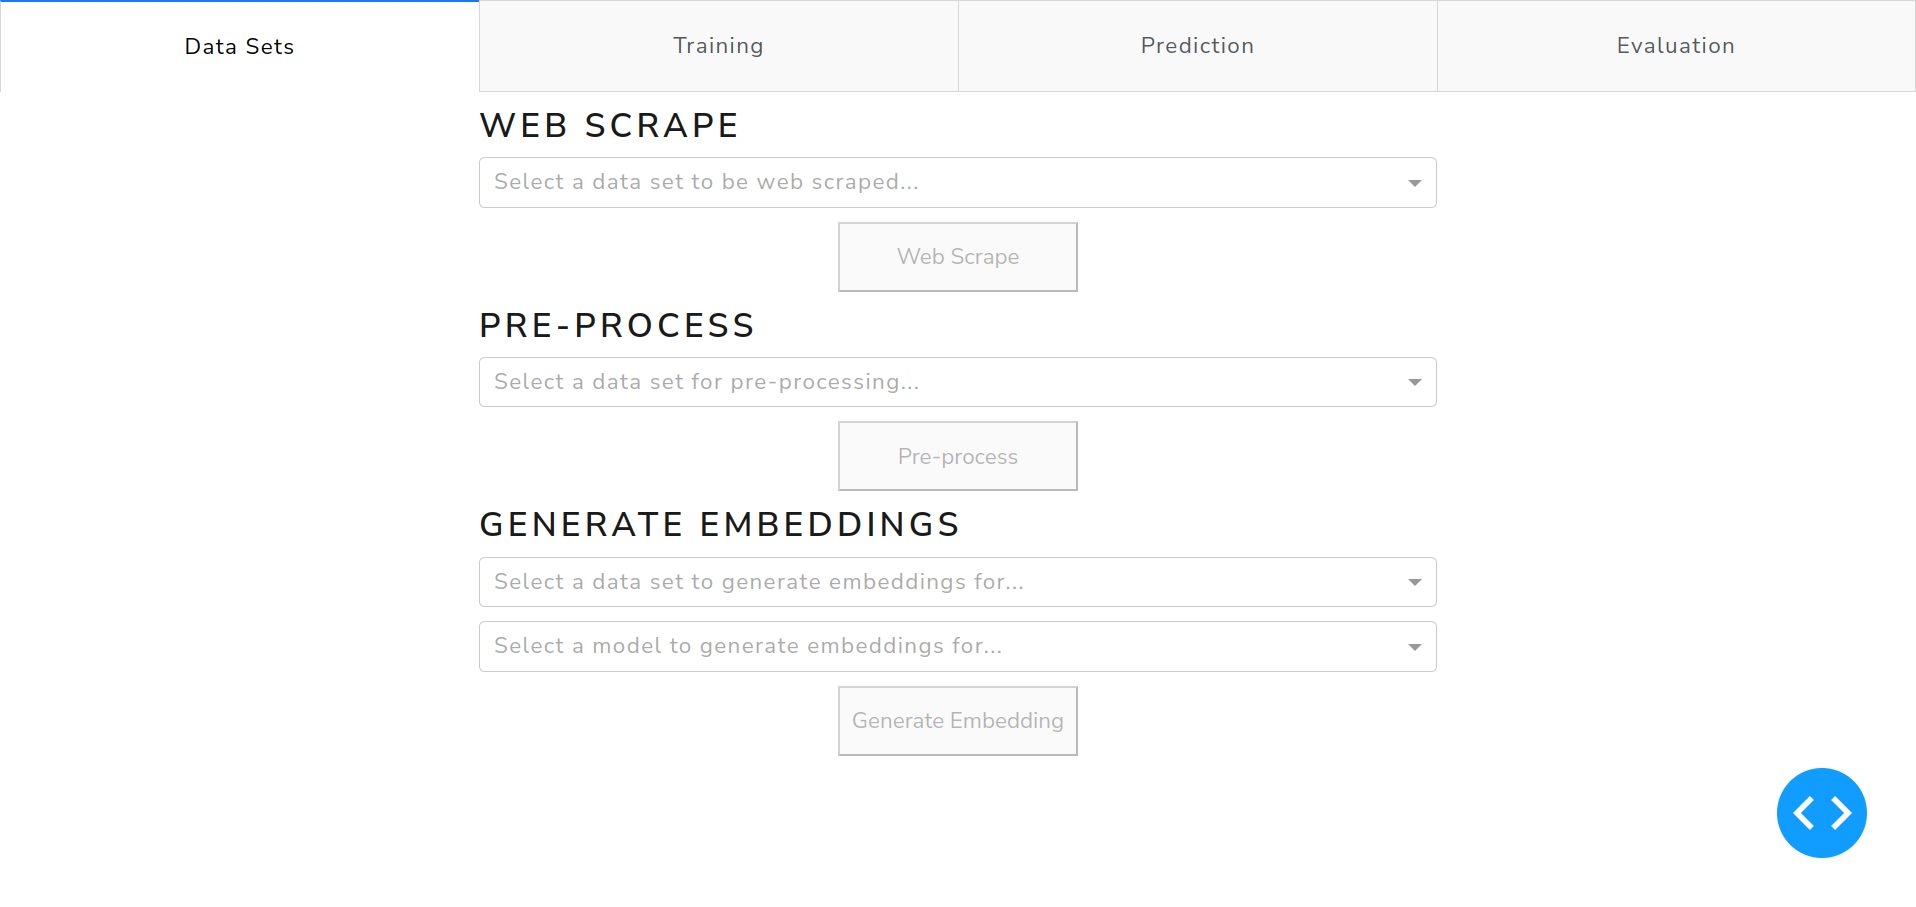 Data Sets
Training
Prediction
Evaluation
WEB SCRAPE
Select a data set to be web scraped...
Web Scrape
PRE-PROCESS
Select a data set for pre-processing...
Pre-process
GENERATE EMBEDDINGS
Select a data set to generate embeddings for...
Select a model to generate embeddings for...
Generate Embedding